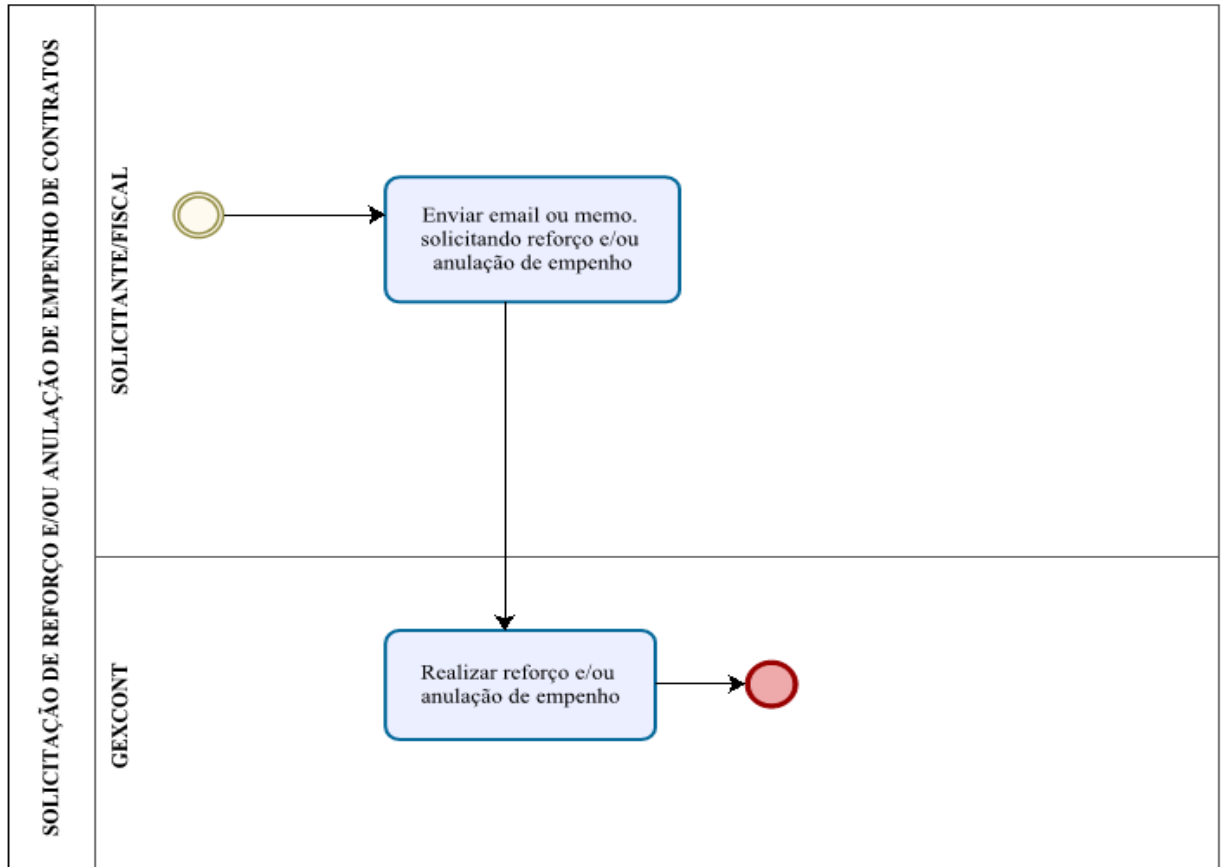 SOLICITAÇÃO DE REFORÇO E/OU ANULAÇÃO DE EMPENHO DE CONTRATOS
SOLICITANTE/FISCAL
Enviar email ou memo.
solicitando reforço e/ou
anulação de empenho
GEXCONT
Realizar reforço e/ou
anulação de empenho